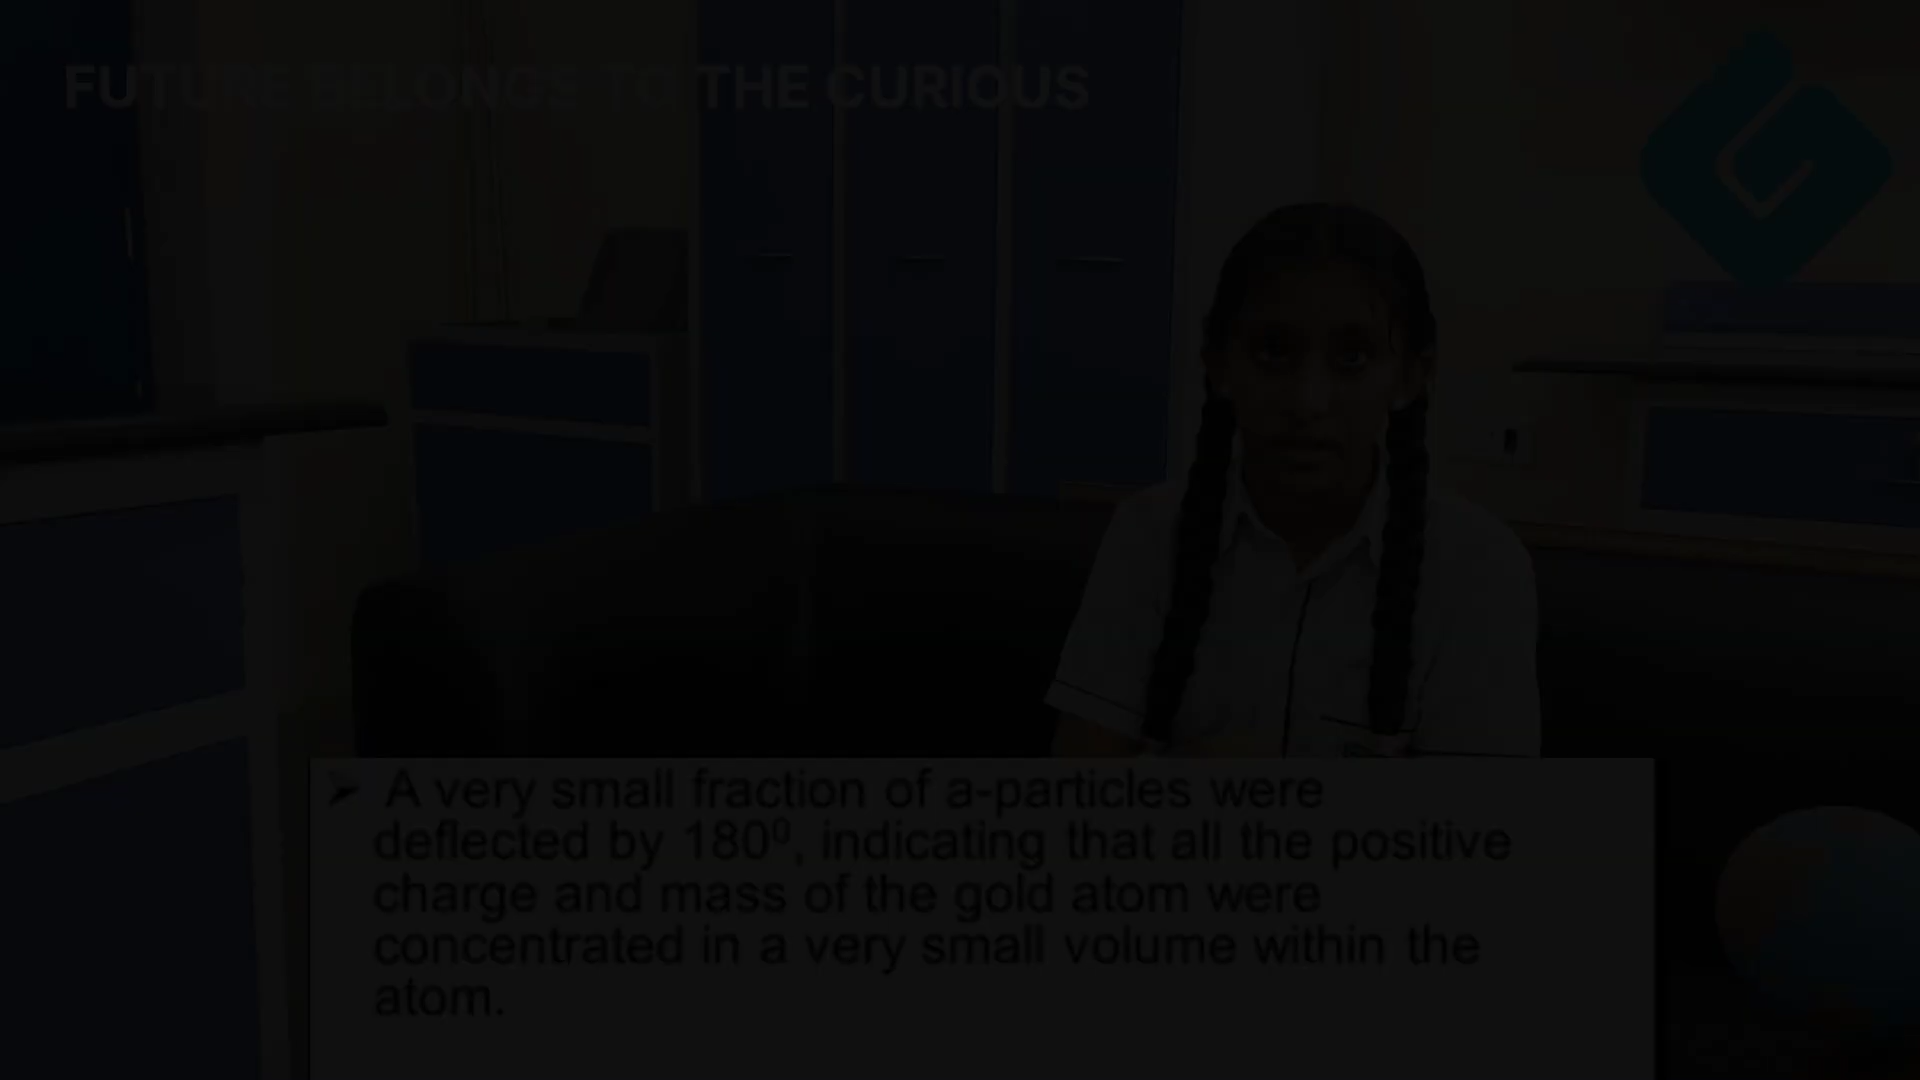 FUTURE BELONGS TO THE CURIOUS
➤ A very small fraction of a-particles were
deflected by 180⁰, indicating that all the positive
charge and mass of the gold atom were
concentrated in a very small volume within the
atom.